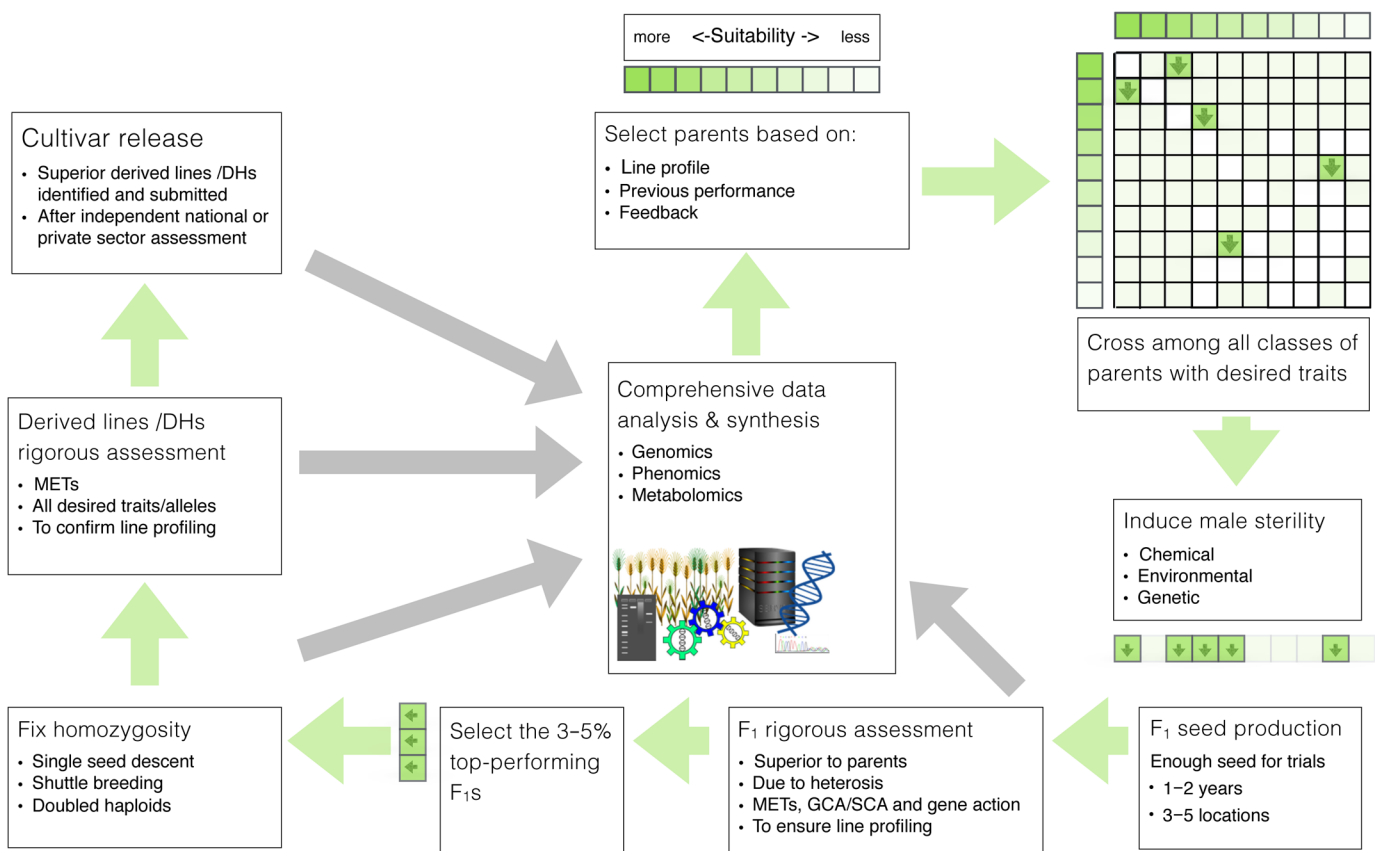 more <-Suitability -> less
Cultivar release
• Superior derived lines /DHs
identified and submitted
• After independent national or
private sector assessment
Select parents based on:
• Line profile
• Previous performance
• Feedback
Cross among all classes of
parents with desired traits
Derived lines /DHs
rigorous assessment
• METs
• All desired traits/alleles
• To confirm line profiling
Comprehensive data
analysis & synthesis
• Genomics
• Phenomics
• Metabolomics
Induce male sterility
• Chemical
• Environmental
• Genetic
Fix homozygosity
• Single seed descent
• Shuttle breeding
• Doubled haploids
Select the 3–5%
top-performing
F₁s
F₁ rigorous assessment
• Superior to parents
• Due to heterosis
• METs, GCA/SCA and gene action
• To ensure line profiling
F₁ seed production
Enough seed for trials
• 1–2 years
• 3–5 locations